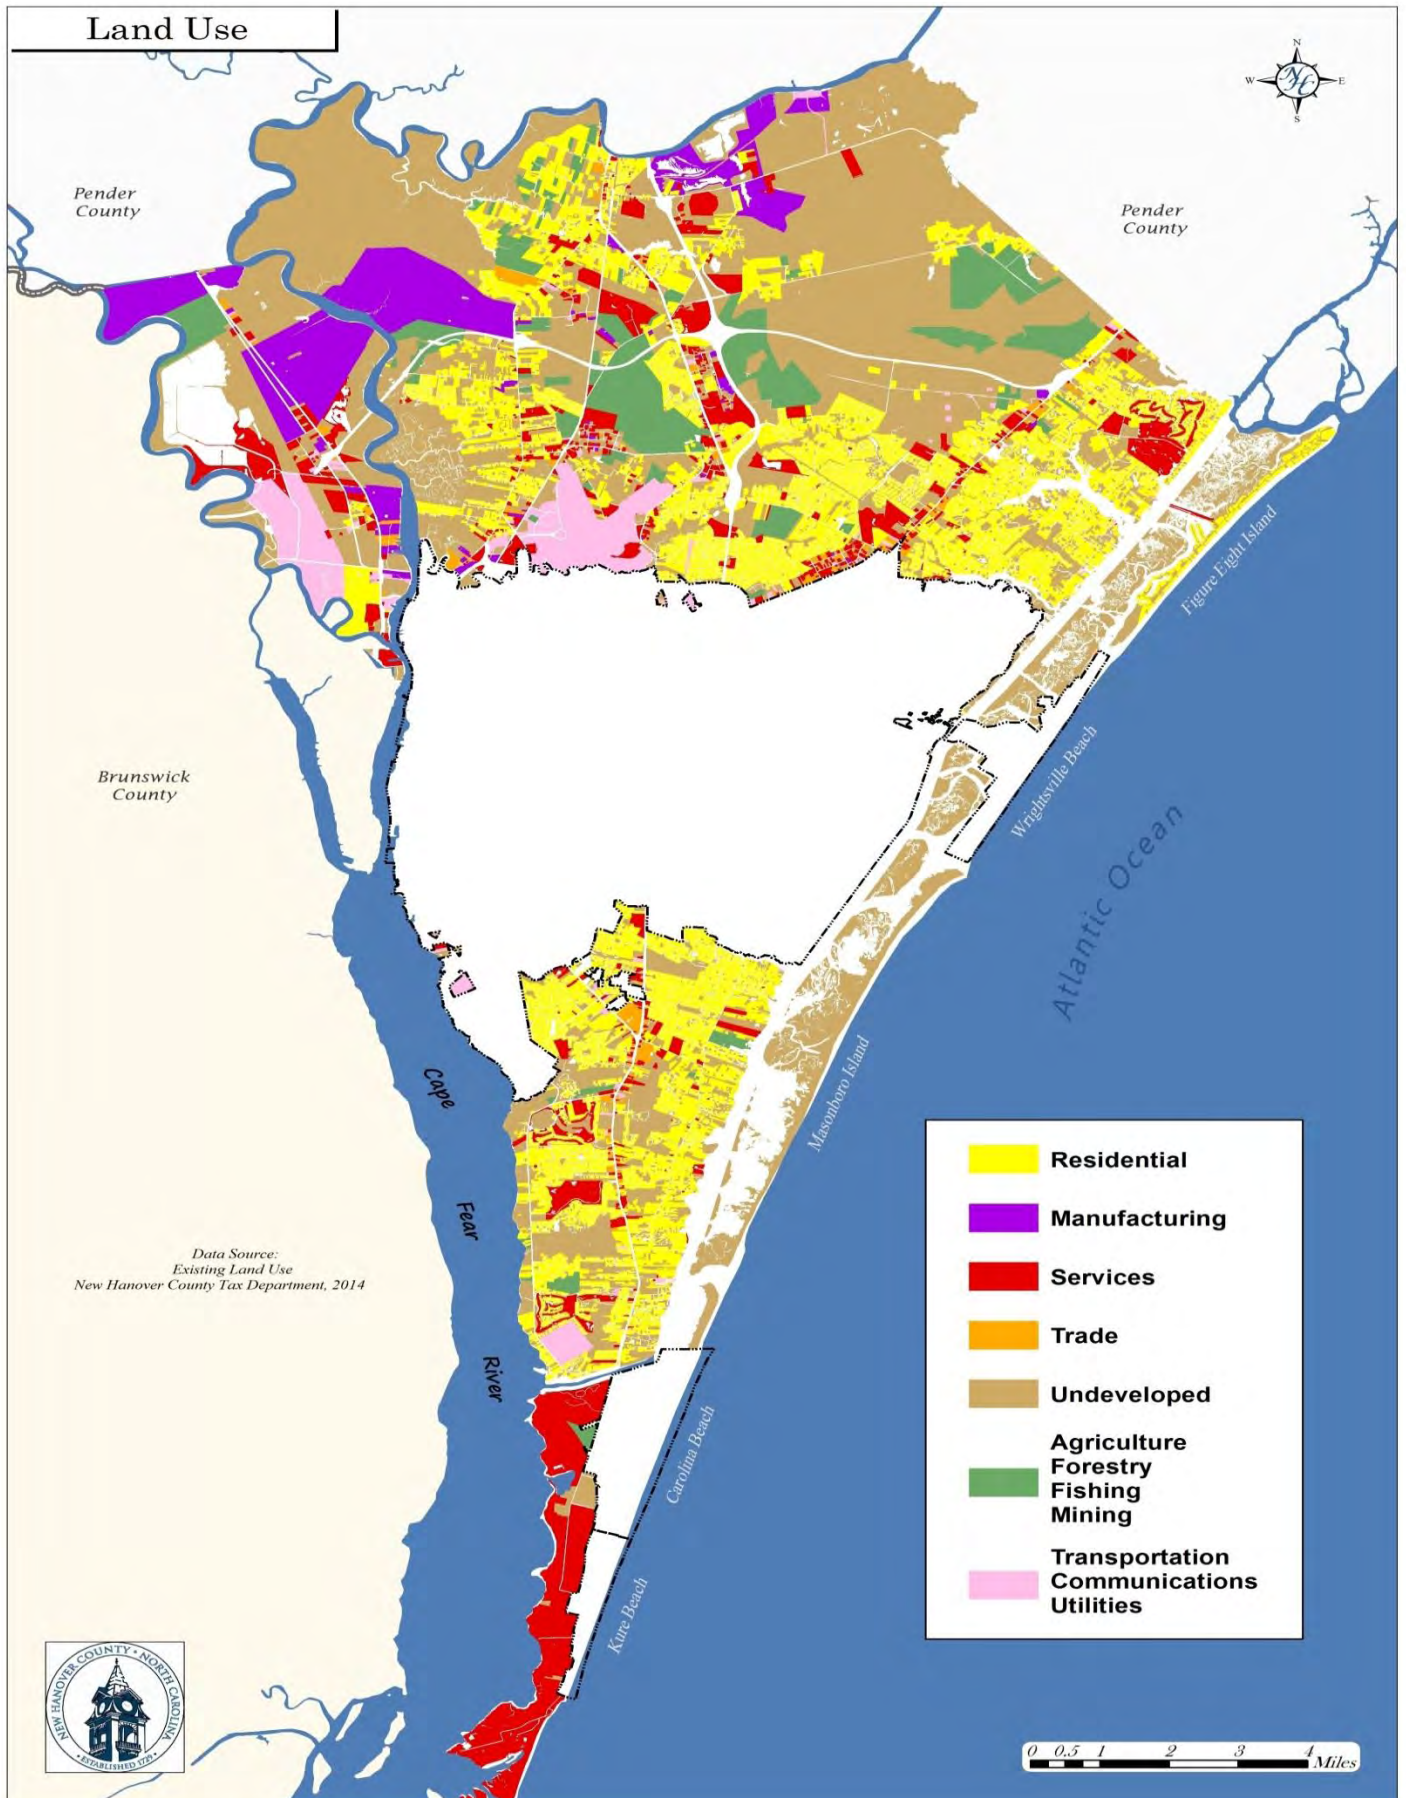 Land Use
N
W
E
S
NH
Pender
County
Pender
County
Figure Eight Island
Wrightsville Beach
Brunswick
County
Atlantic Ocean
Masonboro Island
Cape
Fear
River
Data Source:
Existing Land Use
New Hanover County Tax Department, 2014
Carolina Beach
Kure Beach
Residential
Manufacturing
Services
Trade
Undeveloped
Agriculture
Forestry
Fishing
Mining
Transportation
Communications
Utilities
NEW HANOVER COUNTY • NORTH CAROLINA
• ESTABLISHED 1729 •
0 0.5 1 2 3 4 Miles